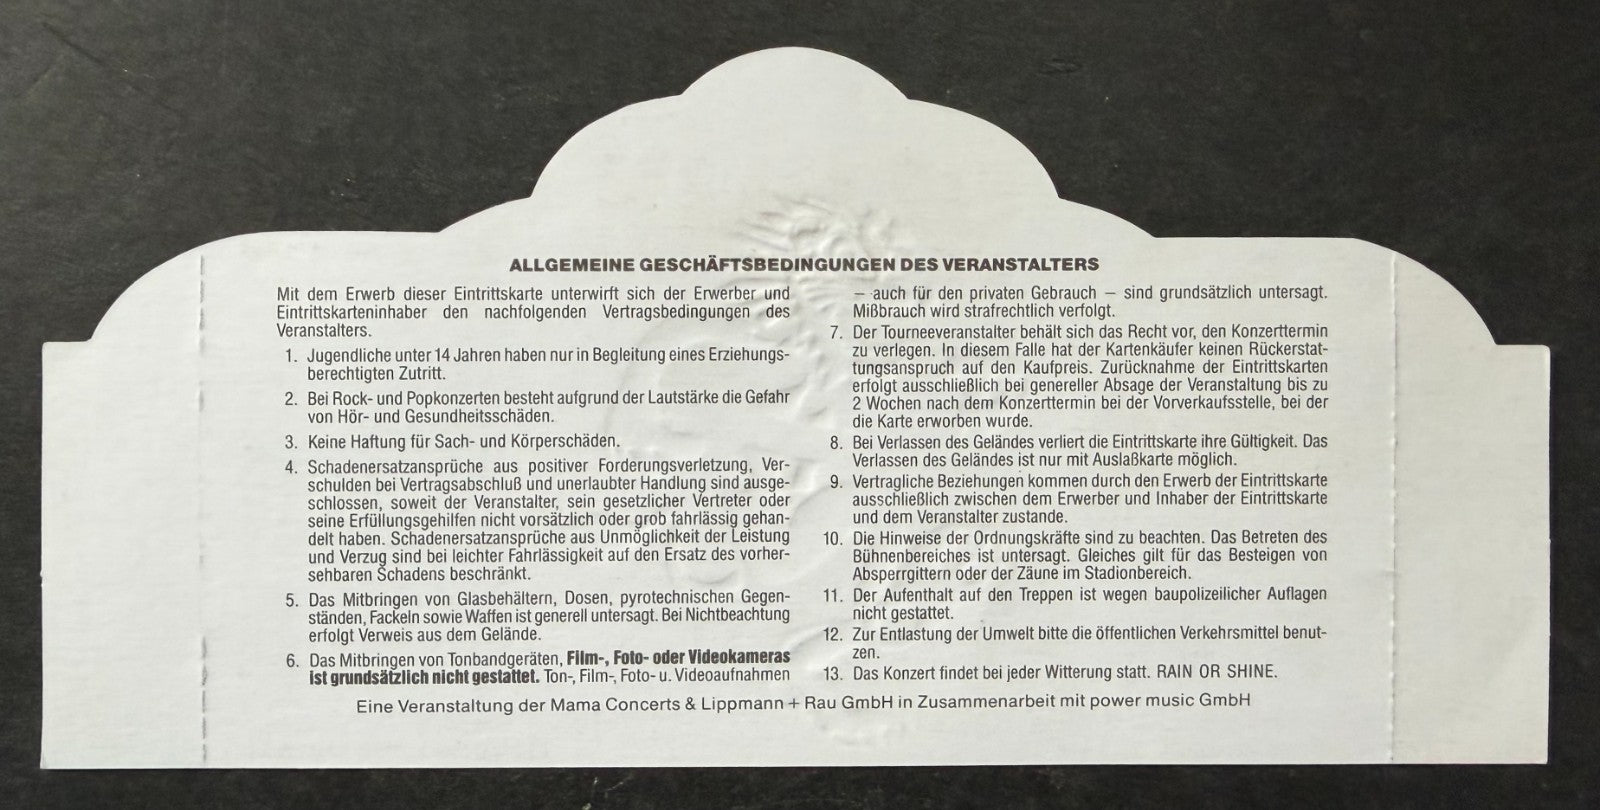 ALLGEMEINE GESCHÄFTSBEDINGUNGEN DES VERANSTALTERS
Mit dem Erwerb dieser Eintrittskarte unterwirft sich der Erwerber und
Eintrittskarteninhaber den nachfolgenden Vertragsbedingungen des
Veranstalters.
1. Jugendliche unter 14 Jahren haben nur in Begleitung eines Erziehungs-
berechtigten Zutritt.
2. Bei Rock- und Popkonzerten besteht aufgrund der Lautstärke die Gefahr
von Hör- und Gesundheitsschäden.
3. Keine Haftung für Sach- und Körperschäden.
4. Schadenersatzansprüche aus positiver Forderungsverletzung, Ver-
schulden bei Vertragsabschluß und unerlaubter Handlung sind ausge-
schlossen, soweit der Veranstalter, sein gesetzlicher Vertreter oder
seine Erfüllungsgehilfen nicht vorsätzlich oder grob fahrlässig gehan-
delt haben. Schadenersatzansprüche aus Unmöglichkeit der Leistung
und Verzug sind bei leichter Fahrlässigkeit auf den Ersatz des vorher-
sehbaren Schadens beschränkt.
5. Das Mitbringen von Glasbehältern, Dosen, pyrotechnischen Gegen-
ständen, Fackeln sowie Waffen ist generell untersagt. Bei Nichtbeachtung
erfolgt Verweis aus dem Gelände.
6. Das Mitbringen von Tonbandgeräten, Film-, Foto- oder Videokameras
ist grundsätzlich nicht gestattet. Ton-, Film-, Foto- u. Videoaufnahmen
– auch für den privaten Gebrauch – sind grundsätzlich untersagt.
Mißbrauch wird strafrechtlich verfolgt.
7. Der Tourneeveranstalter behält sich das Recht vor, den Konzerttermin
zu verlegen. In diesem Falle hat der Kartenkäufer keinen Rückerstat-
tungsanspruch auf den Kaufpreis. Zurücknahme der Eintrittskarten
erfolgt ausschließlich bei genereller Absage der Veranstaltung bis zu
2 Wochen nach dem Konzerttermin bei der Vorverkaufsstelle, bei der
die Karte erworben wurde.
8. Bei Verlassen des Geländes verliert die Eintrittskarte ihre Gültigkeit. Das
Verlassen des Geländes ist nur mit Auslaßkarte möglich.
9. Vertragliche Beziehungen kommen durch den Erwerb der Eintrittskarte
ausschließlich zwischen dem Erwerber und Inhaber der Eintrittskarte
und dem Veranstalter zustande.
10. Die Hinweise der Ordnungskräfte sind zu beachten. Das Betreten des
Bühnenbereiches ist untersagt. Gleiches gilt für das Besteigen von
Absperrgittern oder der Zäune im Stadionbereich.
11. Der Aufenthalt auf den Treppen ist wegen baupolizeilicher Auflagen
nicht gestattet.
12. Zur Entlastung der Umwelt bitte die öffentlichen Verkehrsmittel benut-
zen.
13. Das Konzert findet bei jeder Witterung statt. RAIN OR SHINE.
Eine Veranstaltung der Mama Concerts & Lippmann + Rau GmbH in Zusammenarbeit mit power music GmbH